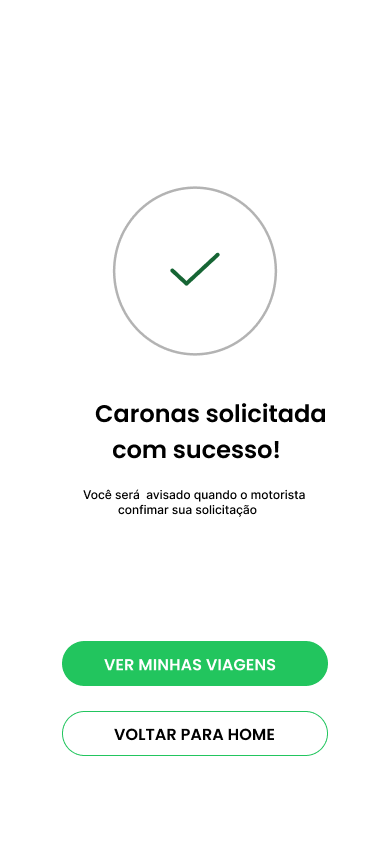 Caronas solicitada
com sucesso!
Você será  avisado quando o motorista
confimar sua solicitação
VER MINHAS VIAGENS
VOLTAR PARA HOME